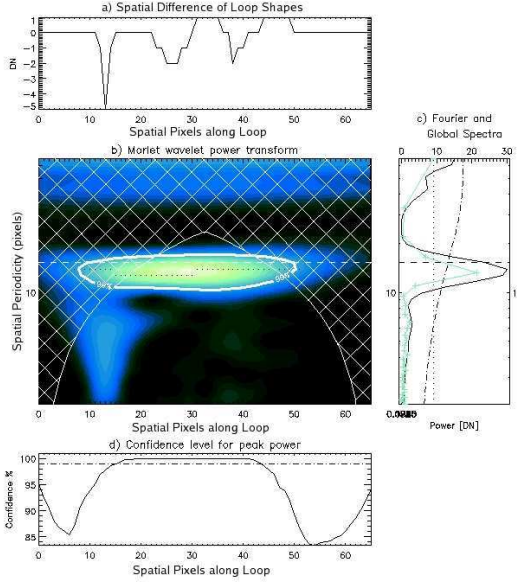 a) Spatial Difference of Loop Shapes
DN
1
0
-1
-2
-3
-4
-5
0 10 20 30 40 50 60
Spatial Pixels along Loop
b) Morlet wavelet power transform
Spatial Periodicity (pixels)
10
99% 99%
0 10 20 30 40 50 60
Spatial Pixels along Loop
c) Fourier and
Global Spectra
0 10 20 30
10 1
Power [DN]
d) Confidence level for peak power
Confidence %
100
95
90
85
0 10 20 30 40 50 60
Spatial Pixels along Loop